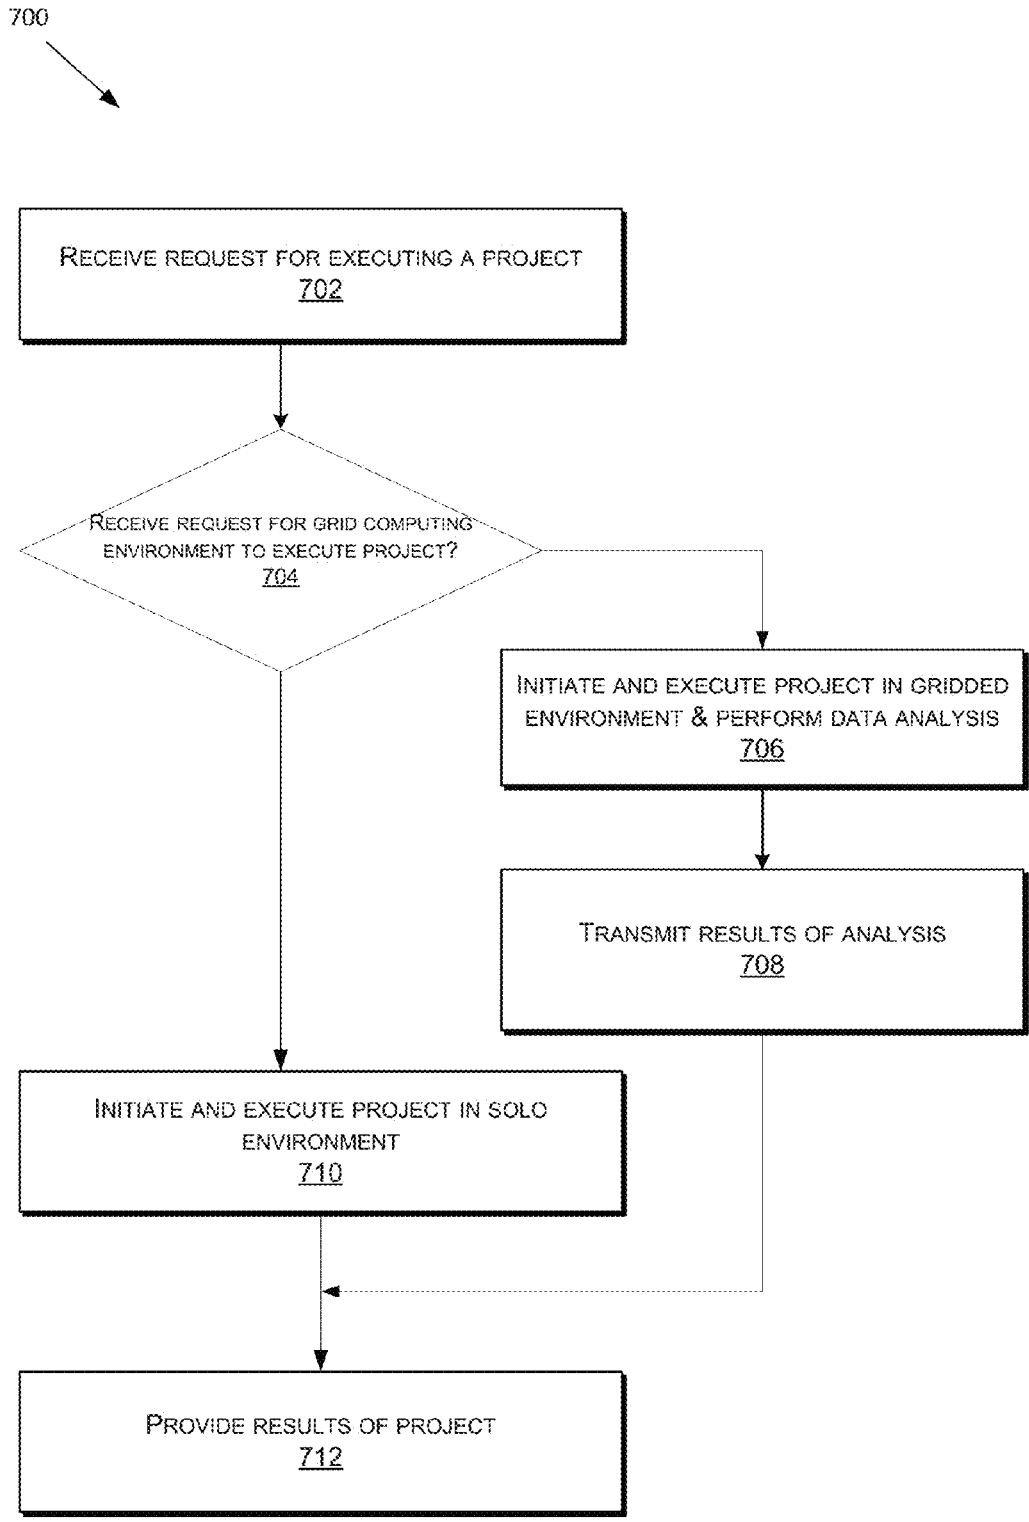 700
Receive request for executing a project
702
Receive request for grid computing
environment to execute project?
704
Initiate and execute project in gridded
environment & perform data analysis
706
Transmit results of analysis
708
Initiate and execute project in solo
environment
710
Provide results of project
712